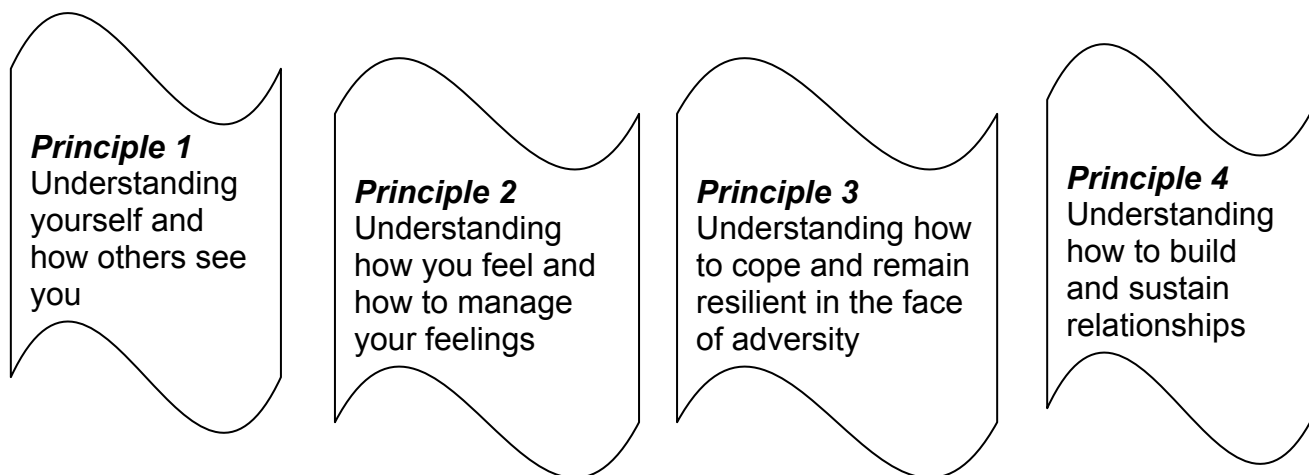 Principle 1
Understanding
yourself and
how others see
you
Principle 2
Understanding
how you feel and
how to manage
your feelings
Principle 3
Understanding how
to cope and remain
resilient in the face
of adversity
Principle 4
Understanding
how to build
and sustain
relationships